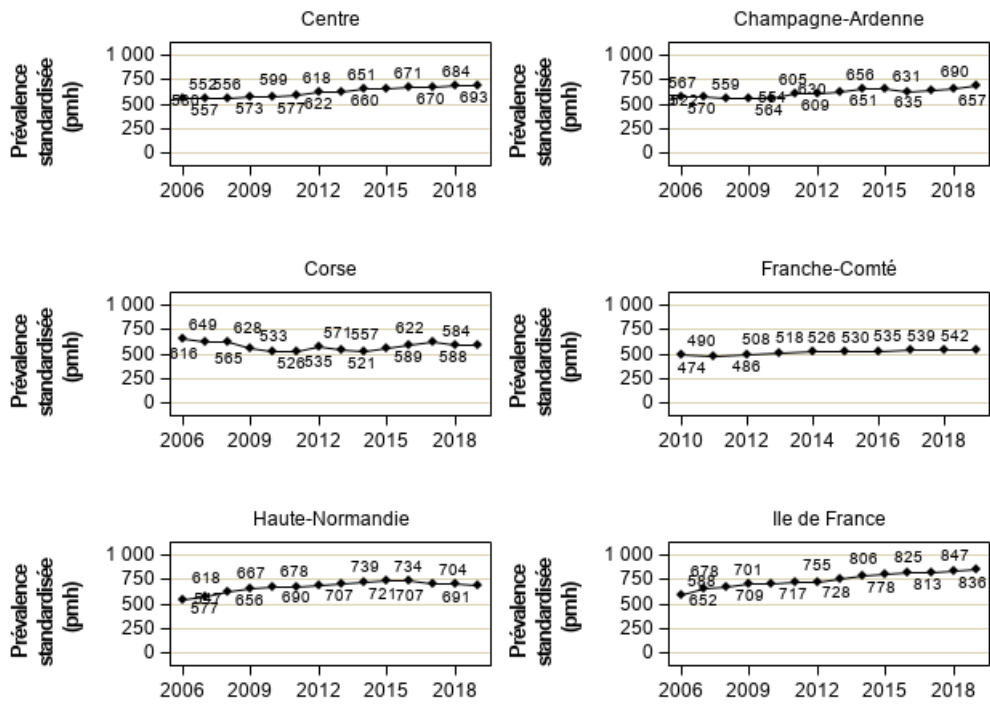 Centre
Prévalence
standardisée
(pmh)
1 000
750
500
250
0
552 556 599 618 651 671 684
560 557 573 577 622 660 670 693
2006 2009 2012 2015 2018
Champagne-Ardenne
Prévalence
standardisée
(pmh)
1 000
750
500
250
0
567 559 554 605 630 656 631 690
570 564 609 651 635 657
2006 2009 2012 2015 2018
Corse
Prévalence
standardisée
(pmh)
1 000
750
500
250
0
649 628 533 571 557 622 584
616 565 526 535 521 589 588
2006 2009 2012 2015 2018
Franche-Comté
Prévalence
standardisée
(pmh)
1 000
750
500
250
0
490 508 518 526 530 535 539 542
474 486
2010 2012 2014 2016 2018
Haute-Normandie
Prévalence
standardisée
(pmh)
1 000
750
500
250
0
618 667 678 739 734 704
577 656 690 707 721 707 691
2006 2009 2012 2015 2018
Ile de France
Prévalence
standardisée
(pmh)
1 000
750
500
250
0
678 701 755 806 825 847
588 652 709 717 728 778 813 836
2006 2009 2012 2015 2018